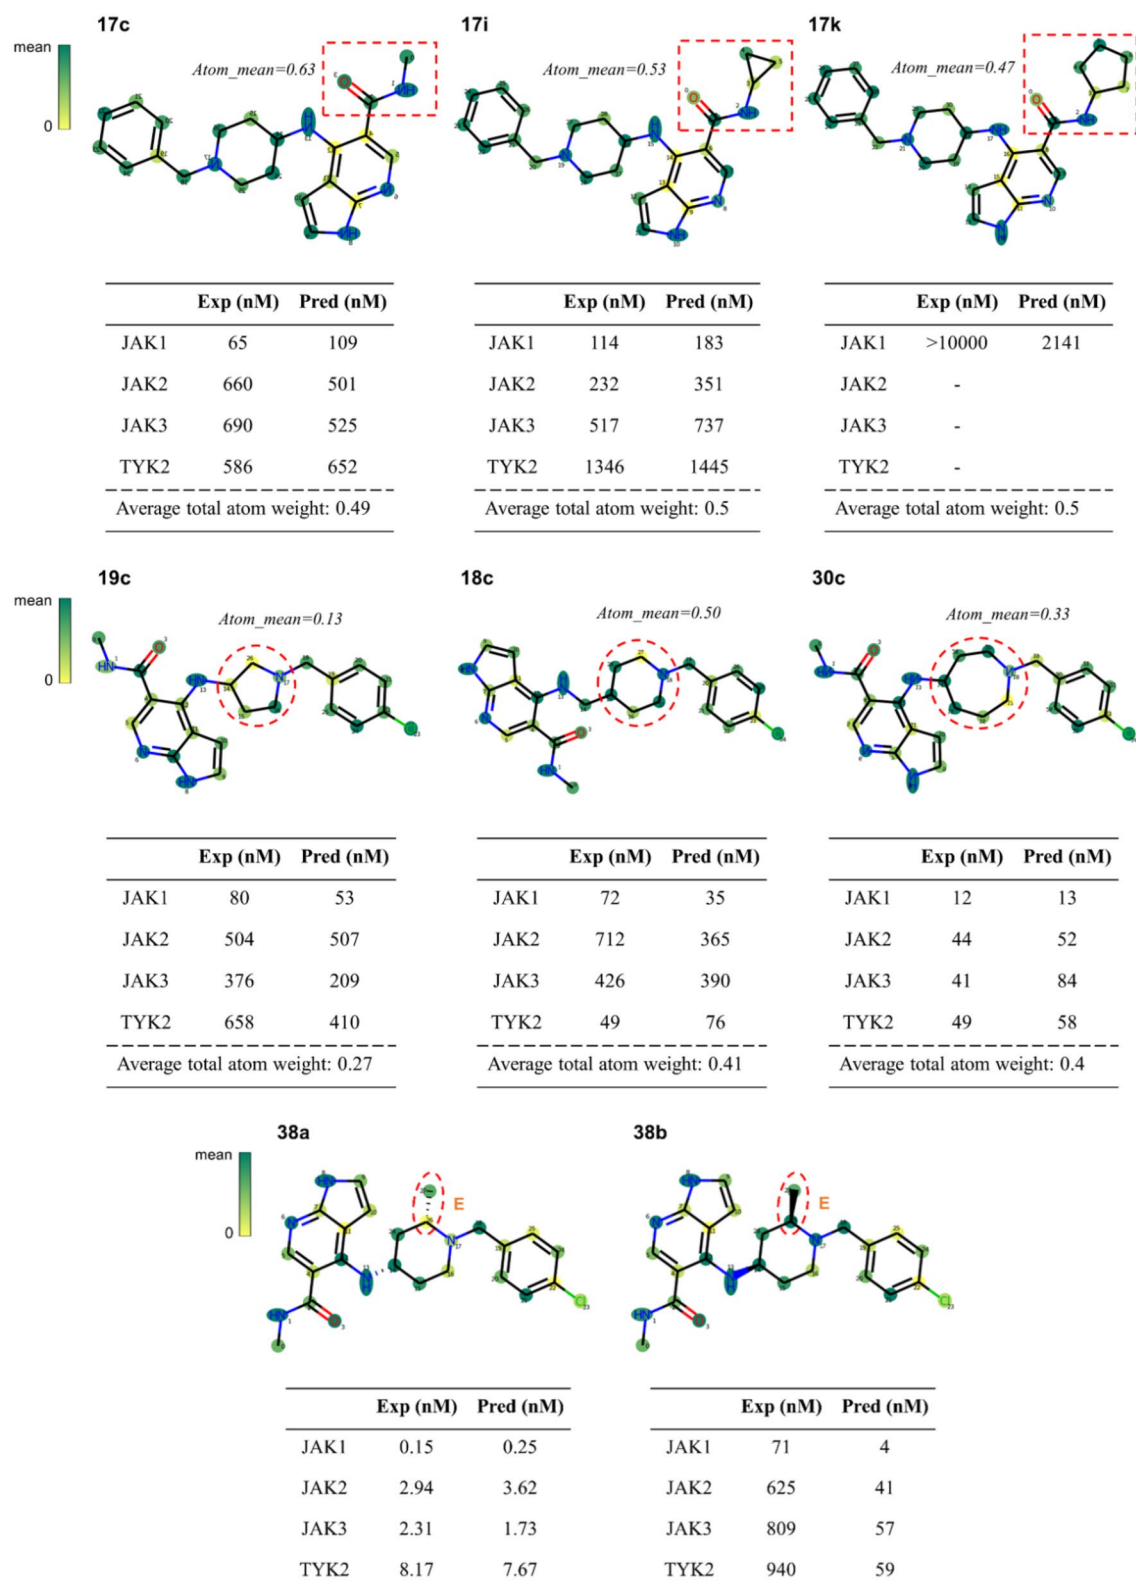 17c 17i 17k
mean
0
Atom_mean=0.63 Atom_mean=0.53 Atom_mean=0.47
Exp (nM) Pred (nM) Exp (nM) Pred (nM) Exp (nM) Pred (nM)
JAK1 65 109 JAK1 114 183 JAK1 >10000 2141
JAK2 660 501 JAK2 232 351 JAK2 -
JAK3 690 525 JAK3 517 737 JAK3 -
TYK2 586 652 TYK2 1346 1445 TYK2 -
Average total atom weight: 0.49 Average total atom weight: 0.5 Average total atom weight: 0.5
19c 18c 30c
mean
0
Atom_mean=0.13 Atom_mean=0.50 Atom_mean=0.33
Exp (nM) Pred (nM) Exp (nM) Pred (nM) Exp (nM) Pred (nM)
JAK1 80 53 JAK1 72 35 JAK1 12 13
JAK2 504 507 JAK2 712 365 JAK2 44 52
JAK3 376 209 JAK3 426 390 JAK3 41 84
TYK2 658 410 TYK2 49 76 TYK2 49 58
Average total atom weight: 0.27 Average total atom weight: 0.41 Average total atom weight: 0.4
38a 38b
mean
0
E E
Exp (nM) Pred (nM) Exp (nM) Pred (nM)
JAK1 0.15 0.25 JAK1 71 4
JAK2 2.94 3.62 JAK2 625 41
JAK3 2.31 1.73 JAK3 809 57
TYK2 8.17 7.67 TYK2 940 59